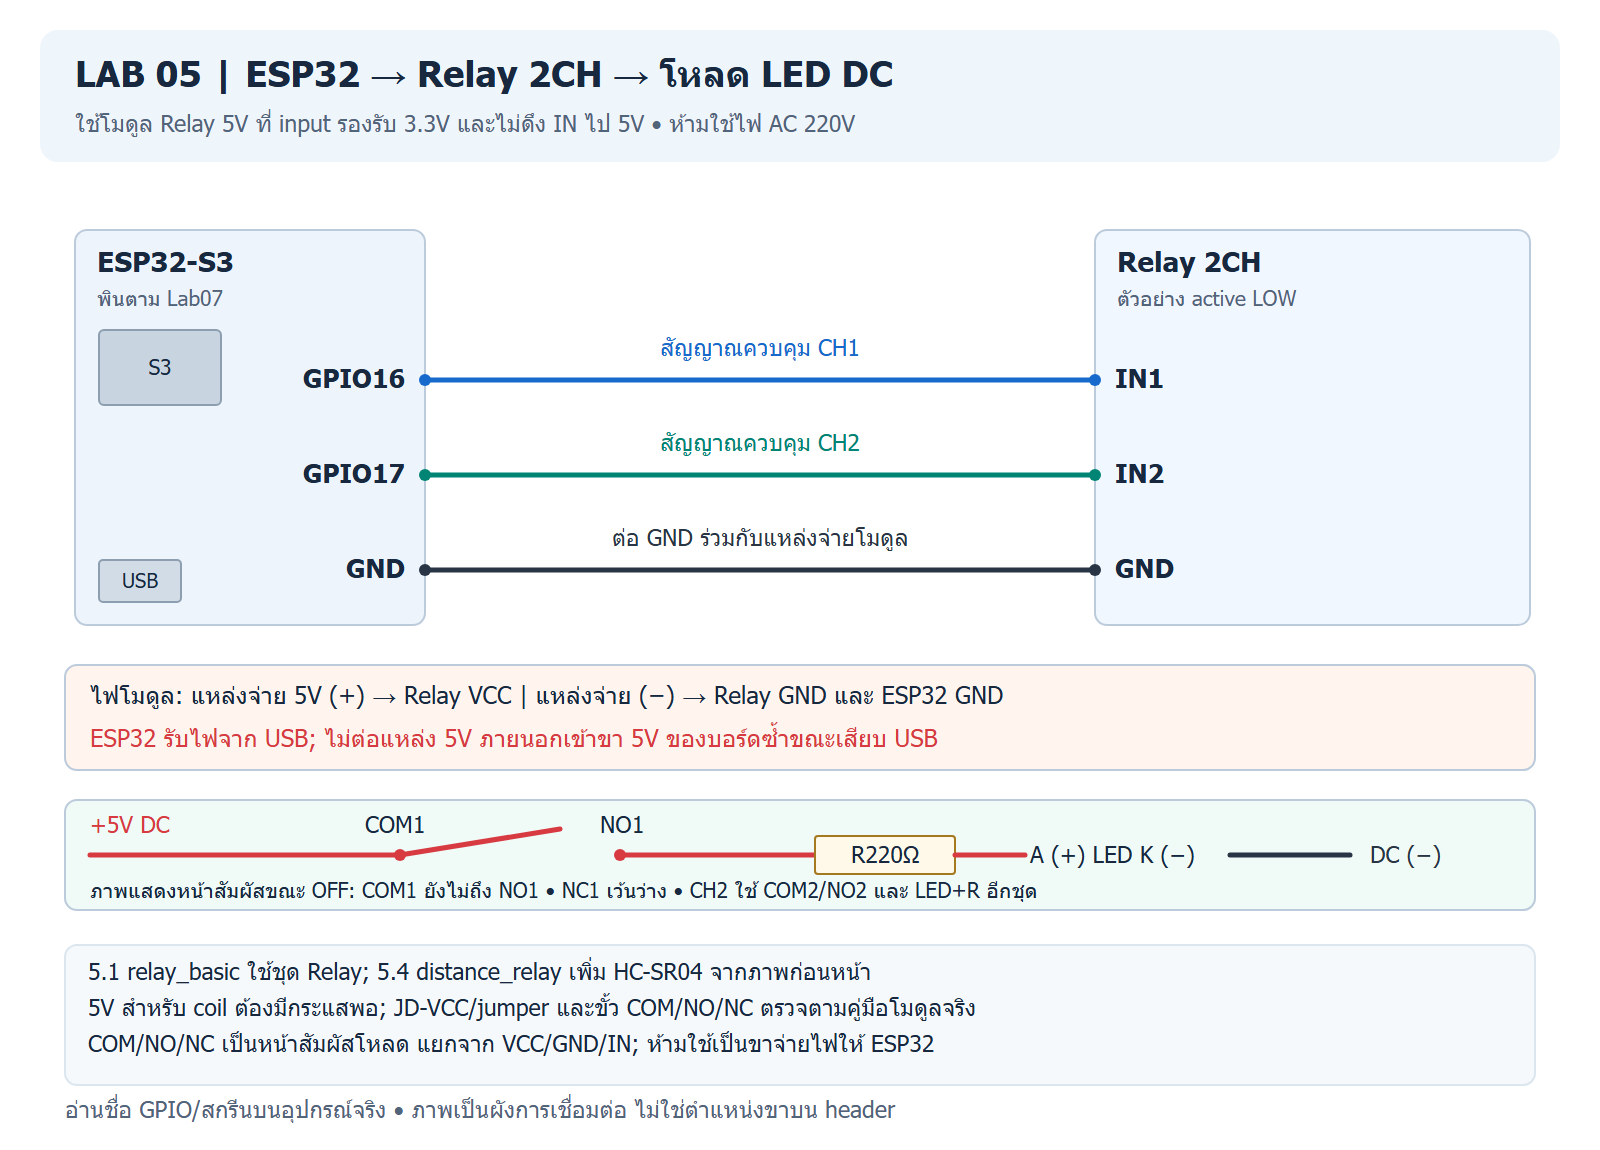 LAB 05 | ESP32 → Relay 2CH → โหลด LED DC
ใช้โมดูล Relay 5V ที่ input รองรับ 3.3V และไม่ดึง IN ไป 5V • ห้ามใช้ไฟ AC 220V
ESP32-S3
พินตาม Lab07
S3
GPIO16
GPIO17
GND
USB
สัญญาณควบคุม CH1
สัญญาณควบคุม CH2
ต่อ GND ร่วมกับแหล่งจ่ายโมดูล
Relay 2CH
ตัวอย่าง active LOW
IN1
IN2
GND
ไฟโมดูล: แหล่งจ่าย 5V (+) → Relay VCC | แหล่งจ่าย (−) → Relay GND และ ESP32 GND
ESP32 รับไฟจาก USB; ไม่ต่อแหล่ง 5V ภายนอกเข้าขา 5V ของบอร์ดซ้ำขณะเสียบ USB
+5V DC
COM1
NO1
R220Ω
A (+) LED K (−)
DC (−)
ภาพแสดงหน้าสัมผัสขณะ OFF: COM1 ยังไม่ถึง NO1 • NC1 เว้นว่าง • CH2 ใช้ COM2/NO2 และ LED+R อีกชุด
5.1 relay_basic ใช้ชุด Relay; 5.4 distance_relay เพิ่ม HC-SR04 จากภาพก่อนหน้า
5V สำหรับ coil ต้องมีกระแสพอ; JD-VCC/jumper และขั้ว COM/NO/NC ตรวจตามคู่มือโมดูลจริง
COM/NO/NC เป็นหน้าสัมผัสโหลด แยกจาก VCC/GND/IN; ห้ามใช้เป็นขาจ่ายไฟให้ ESP32
อ่านชื่อ GPIO/สกรีนบนอุปกรณ์จริง • ภาพเป็นผังการเชื่อมต่อ ไม่ใช่ตำแหน่งขาบน header